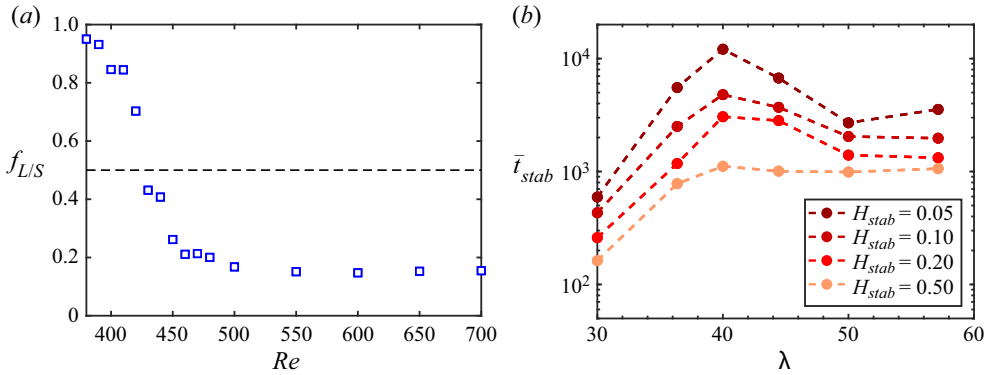 (a)
1.0
0.8
0.6
0.4
0.2
0
f_{L/S}
400 450 500 550 600 650 700
Re
(b)
10^4
10^3
10^2
\bar{t}_{stab}
30 40 50 60
λ
H_{stab} = 0.05
H_{stab} = 0.10
H_{stab} = 0.20
H_{stab} = 0.50